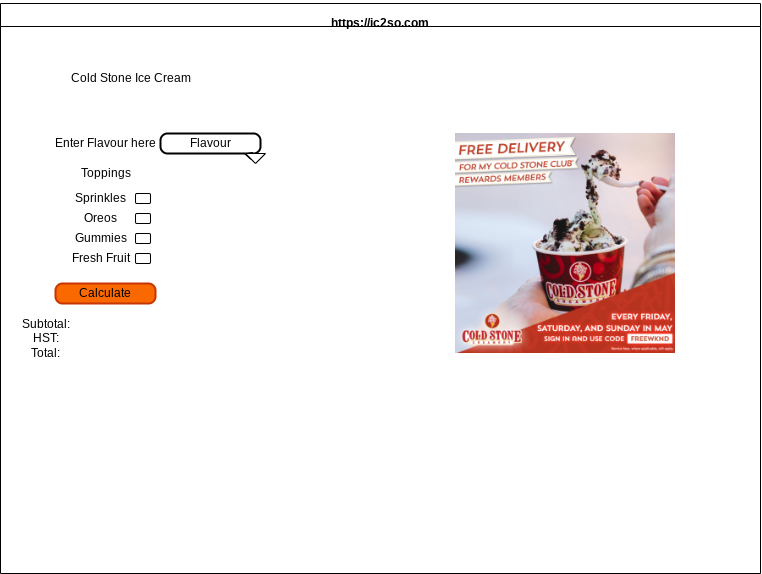 https://ic2so.com
Cold Stone Ice Cream
Enter Flavour here Flavour
Toppings
Sprinkles
Oreos
Gummies
Fresh Fruit
Calculate
Subtotal:
HST:
Total:
FREE DELIVERY
FOR MY COLD STONE CLUB
REWARDS MEMBERS
COLD STONE
CREAMERY
EVERY FRIDAY,
SATURDAY, AND SUNDAY IN MAY
SIGN IN AND USE CODE FREEWKND
COLD STONE
CREAMERY